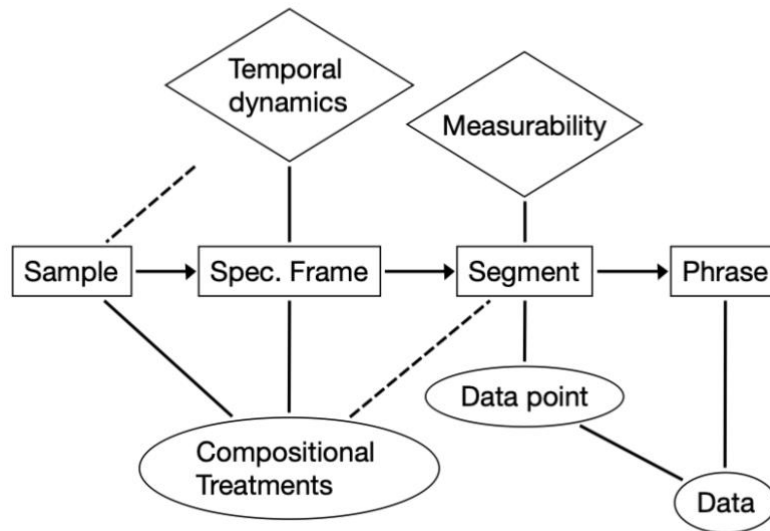 Temporal
dynamics
Measurability
Sample
Spec. Frame
Segment
Phrase
Data point
Compositional
Treatments
Data